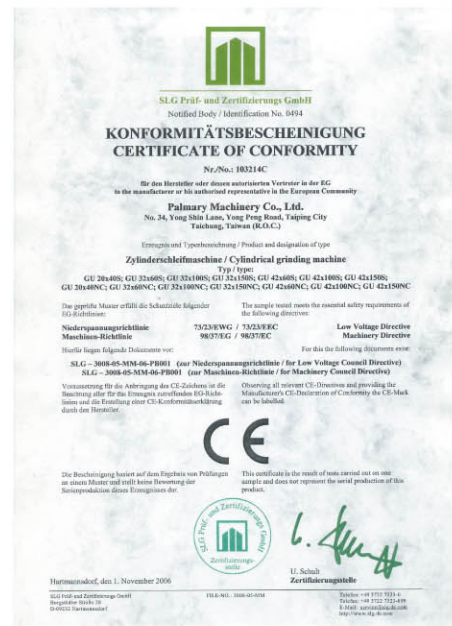 SLG Prüf- und Zertifizierungs GmbH
Notified Body / Identification No. 0494
KONFORMITÄTSBESCHEINIGUNG
CERTIFICATE OF CONFORMITY
Nr./No.: 103214C
für den Hersteller oder dessen autorisierten Vertreter in der EG
to the manufacturer or his authorised representative in the European Community
Palmary Machinery Co., Ltd.
No. 34, Yong Shin Lane, Yong Peng Road, Taiping City
Taichung, Taiwan (R.O.C.)
Erzeugnis und Typbezeichnung / Product and designation of type
Zylinderschleifmaschine / Cylindrical grinding machine
Typ / type:
GU 20x40S; GU 32x60S; GU 32x100S; GU 32x150S; GU 42x60S; GU 42x100S; GU 42x150S;
GU 20x40NC; GU 32x60NC; GU 32x100NC; GU 32x150NC; GU 42x60NC; GU 42x100NC; GU 42x150NC
Das geprüfte Muster erfüllt die Schutzziele folgender
EG-Richtlinien:
The sample tested meets the essential safety requirements of
the following directives:
Niederspannungsrichtlinie 73/23/EWG / 73/23/EEC Low Voltage Directive
Maschinen-Richtlinie 98/37/EG / 98/37/EC Machinery Directive
Hierfür liegen folgende Dokumente vor: For this the following documents exist:
SLG – 3008-05-MM-06-PB001 (zur Niederspannungsrichtlinie / for Low Voltage Council Directive)
SLG – 3008-05-MM-06-PB001 (zur Maschinen-Richtlinie / for Machinery Council Directive)
Voraussetzung für die Anbringung des CE-Zeichens ist die
Beachtung aller für das Erzeugnis zutreffenden EG-Richt-
linien und die Erstellung einer CE-Konformitätserklärung
durch den Hersteller.
Observing all relevant CE-Directives and providing the
Manufacturer's CE-Declaration of Conformity the CE-Mark
can be labelled.
CE
Die Bescheinigung basiert auf dem Ergebnis von Prüfungen
an einem Muster und stellt keine Bewertung der
Serienproduktion dieses Erzeugnisses dar.
This certificate is the result of tests carried out on one
sample and does not represent the serial production of this
product.
SLG Prüf- und Zertifizierungs GmbH
Zertifizierungs-
stelle
U. Schult
Zertifizierungsstelle
Hartmannsdorf, den 1. November 2006
SLG Prüf- und Zertifizierungs GmbH
Burgstädter Straße 20
D-09232 Hartmannsdorf
FILE-NO.: 3008-05-MM